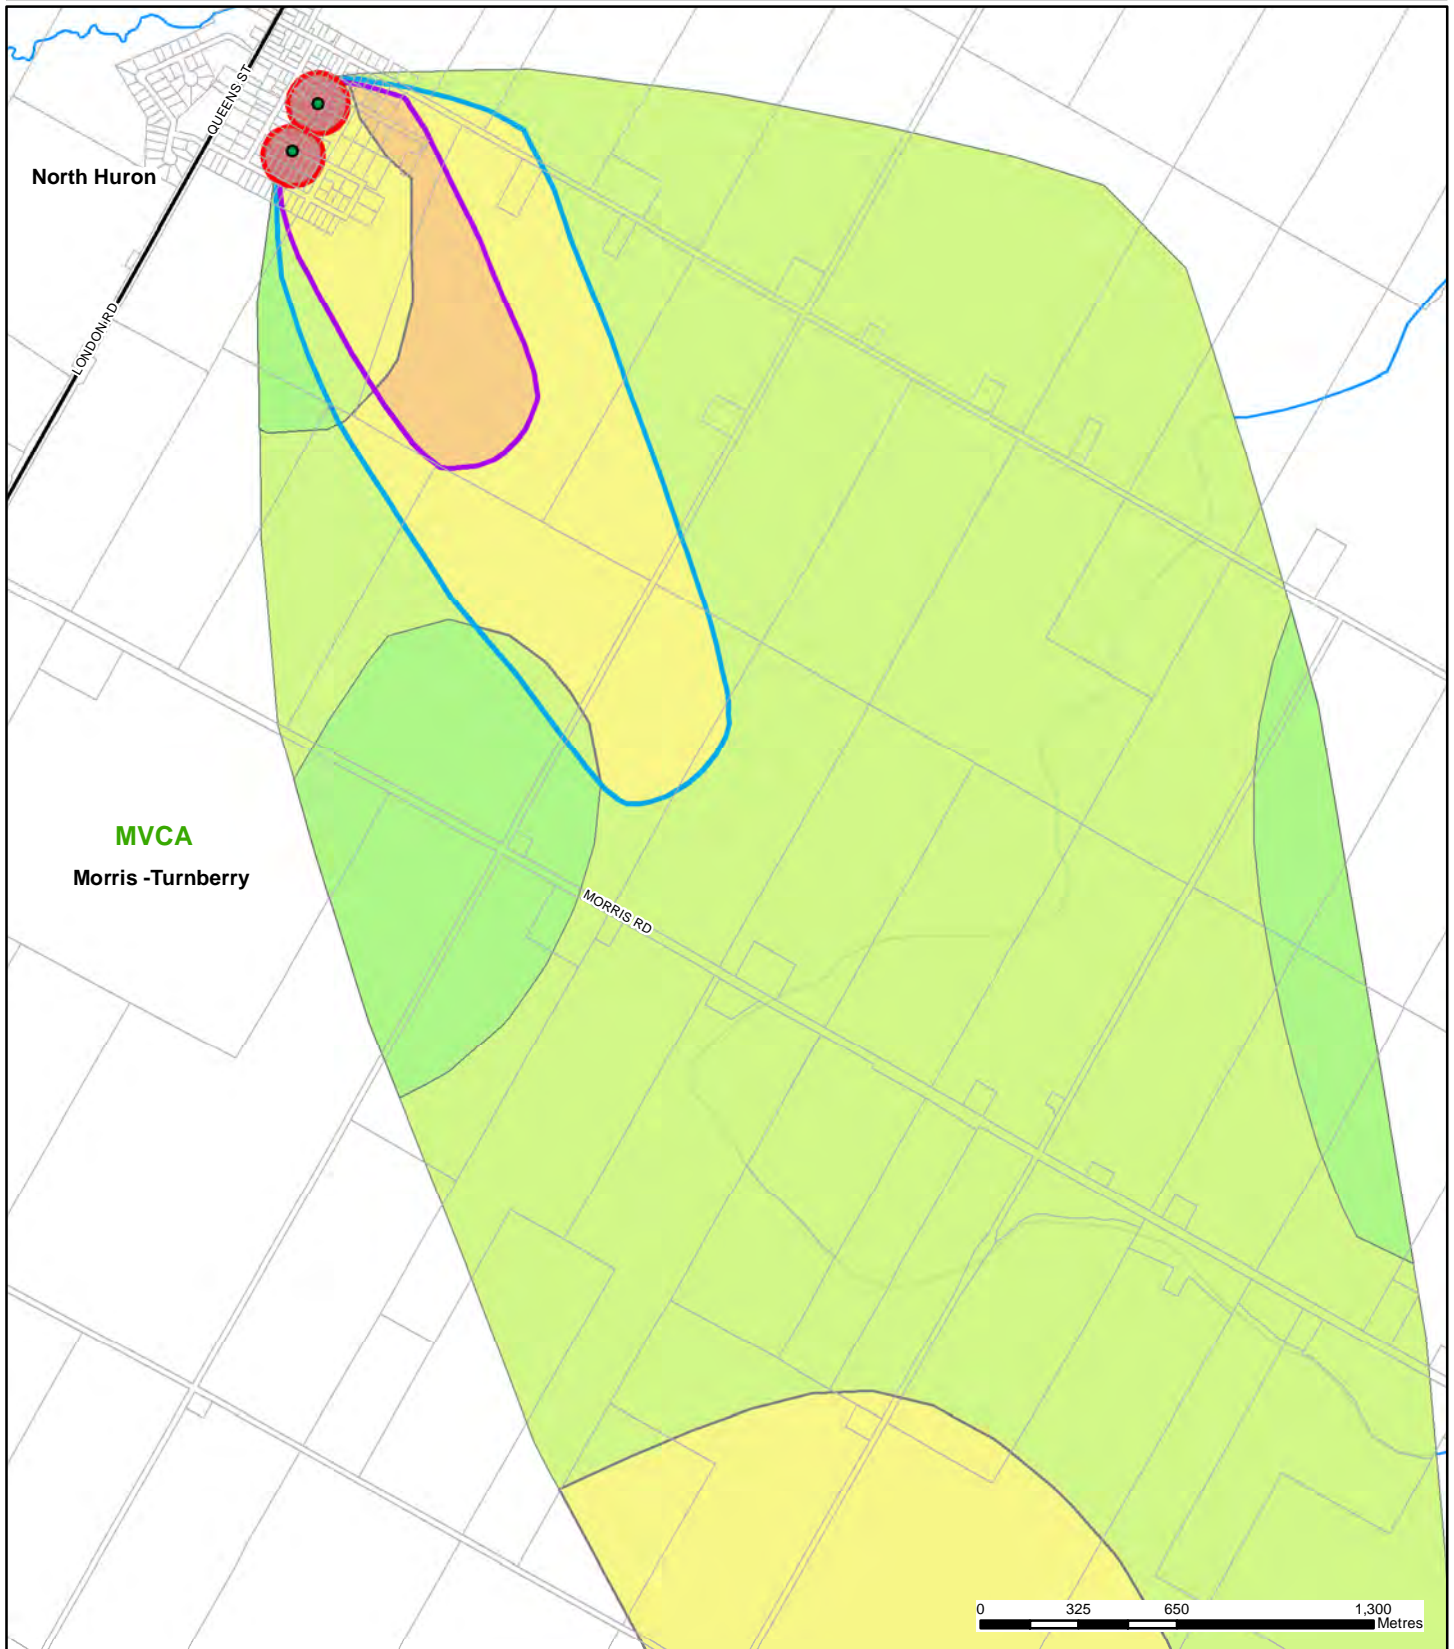 QUEENS ST
North Huron
LONDON RD
MVCA
Morris -Turnberry
MORRIS RD
0 325 650 1,300
Metres